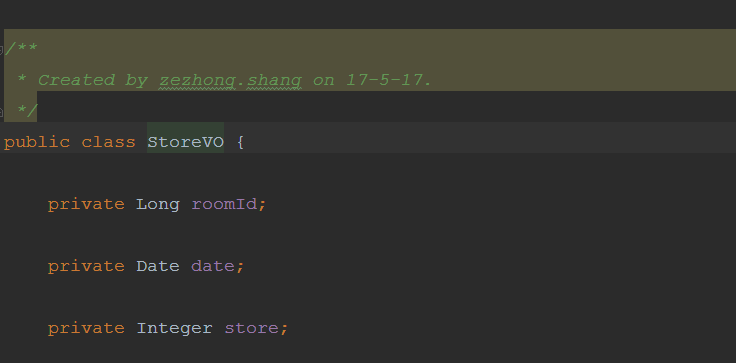 /**
* Created by zezhong.shang on 17-5-17.
*/
public class StoreVO {
private Long roomId;
private Date date;
private Integer store;